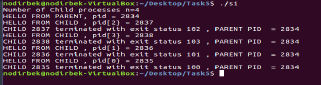 nodirbek@nodirbek-VirtualBox:~/Desktop/Task5$ ./s1
Number of Child processes n=4
HELLO FROM PARENT, pid = 2834
HELLO FROM CHILD , pid[2] = 2837
CHILD 2837 terminated with exit status 102 , PARENT PID = 2834
HELLO FROM CHILD , pid[3] = 2838
CHILD 2838 terminated with exit status 103 , PARENT PID = 2834
HELLO FROM CHILD , pid[1] = 2836
CHILD 2836 terminated with exit status 101 , PARENT PID = 2834
HELLO FROM CHILD , pid[0] = 2835
CHILD 2835 terminated with exit status 100 , PARENT PID = 2834
nodirbek@nodirbek-VirtualBox:~/Desktop/Task5$